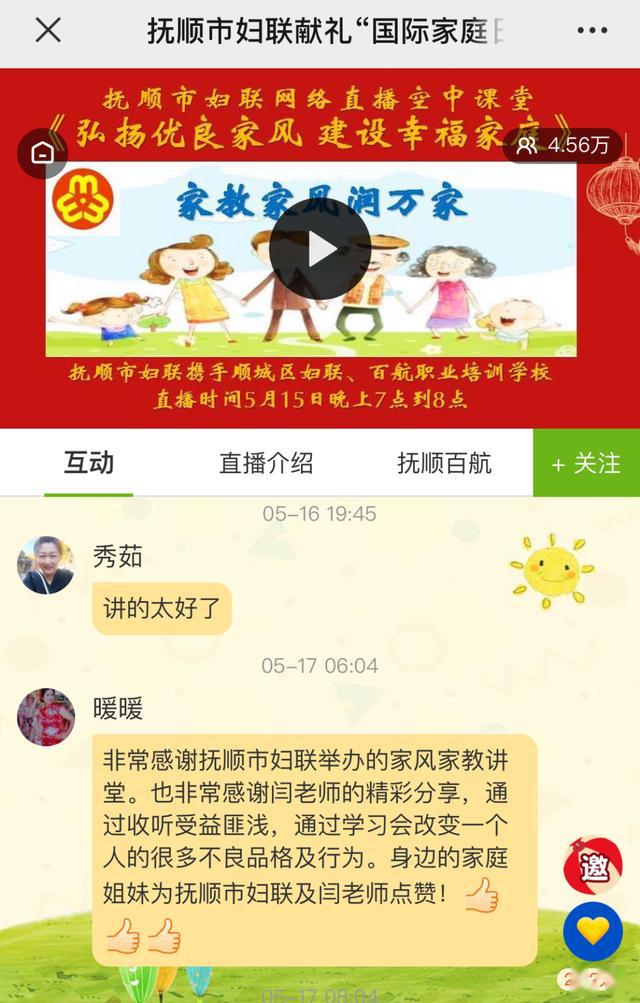 抚顺市妇联献礼“国际家庭
抚顺市妇联网络直播空中课堂
《弘扬优良家风 建设幸福家庭》
4.56万
家教家风润万家
抚顺市妇联携手顺城区妇联、百航职业培训学校
直播时间5月15日晚上7点到8点
互动
直播介绍
抚顺百航
+ 关注
05-16 19:45
秀茹
讲的太好了
05-17 06:04
暖暖
非常感谢抚顺市妇联举办的家风家教讲
堂。也非常感谢闫老师的精彩分享，通
过收听受益匪浅，通过学习会改变一个
人的很多不良品格及行为。身边的家庭
姐妹为抚顺市妇联及闫老师点赞！
邀
05-17 08:04